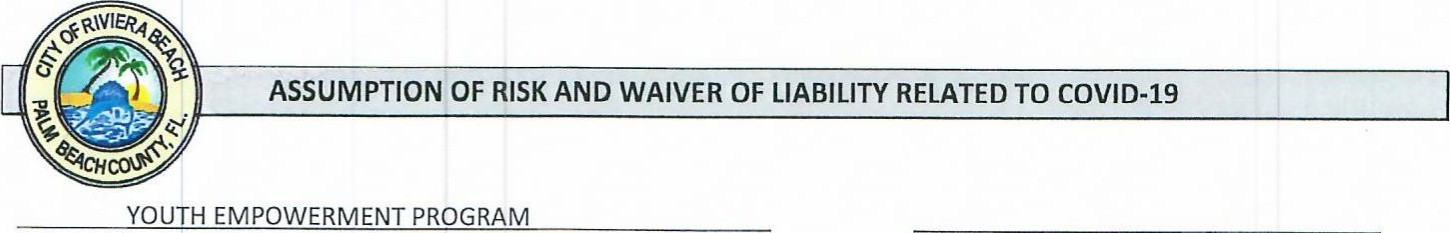 CITY OF RIVIERA BEACH
PALM BEACH COUNTY, FL.
ASSUMPTION OF RISK AND WAIVER OF LIABILITY RELATED TO COVID-19
YOUTH EMPOWERMENT PROGRAM